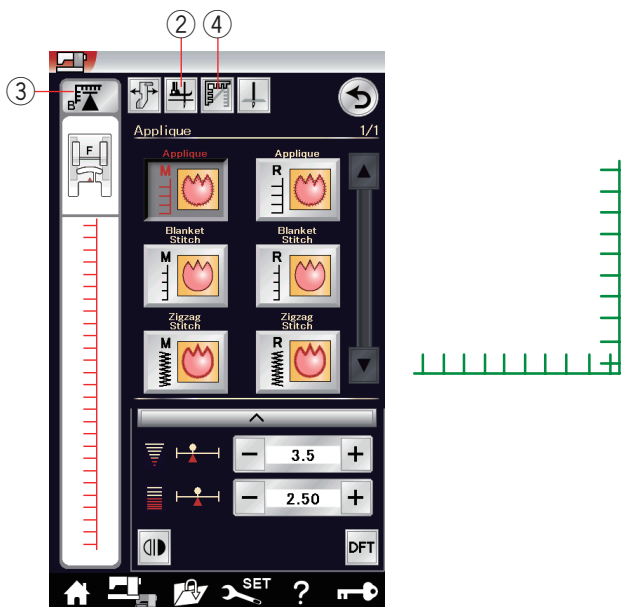 ② ④
③
B
F
Applique 1/1
Applique Applique
M R
Blanket Stitch Blanket Stitch
M R
Zigzag Stitch Zigzag Stitch
M R
− 3.5 +
− 2.50 +
DFT
SET ?